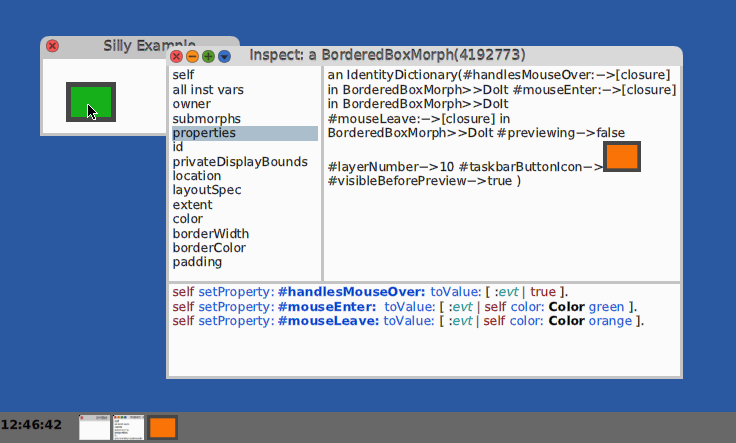 Silly Example
Inspect: a BorderedBoxMorph(4192773)
self
all inst vars
owner
submorphs
properties
id
privateDisplayBounds
location
layoutSpec
extent
color
borderWidth
borderColor
padding
an IdentityDictionary(#handlesMouseOver:->[closure]
in BorderedBoxMorph>>DoIt #mouseEnter:->[closure]
in BorderedBoxMorph>>DoIt
#mouseLeave:->[closure] in
BorderedBoxMorph>>DoIt #previewing->false
#layerNumber->10 #taskbarButtonIcon->
#visibleBeforePreview->true )
self setProperty: #handlesMouseOver: toValue: [ :evt | true ].
self setProperty: #mouseEnter:  toValue: [ :evt | self color: Color green ].
self setProperty: #mouseLeave: toValue: [ :evt | self color: Color orange ].
12:46:42